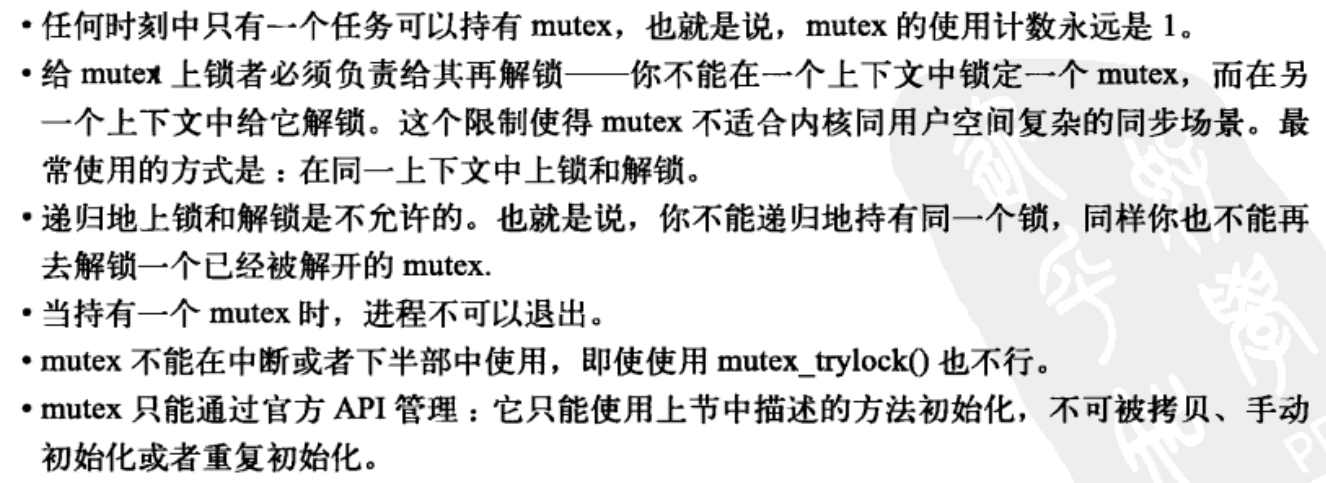 • 任何时刻中只有一个任务可以持有 mutex，也就是说，mutex 的使用计数永远是 1。
• 给 mutex 上锁者必须负责给其再解锁——你不能在一个上下文中锁定一个 mutex，而在另
一个上下文中给它解锁。这个限制使得 mutex 不适合内核同用户空间复杂的同步场景。最
常使用的方式是：在同一上下文中上锁和解锁。
• 递归地上锁和解锁是不允许的。也就是说，你不能递归地持有同一个锁，同样你也不能再
去解锁一个已经被解开的 mutex.
• 当持有一个 mutex 时，进程不可以退出。
• mutex 不能在中断或者下半部中使用，即使使用 mutex_trylock() 也不行。
• mutex 只能通过官方 API 管理：它只能使用上节中描述的方法初始化，不可被拷贝、手动
初始化或者重复初始化。